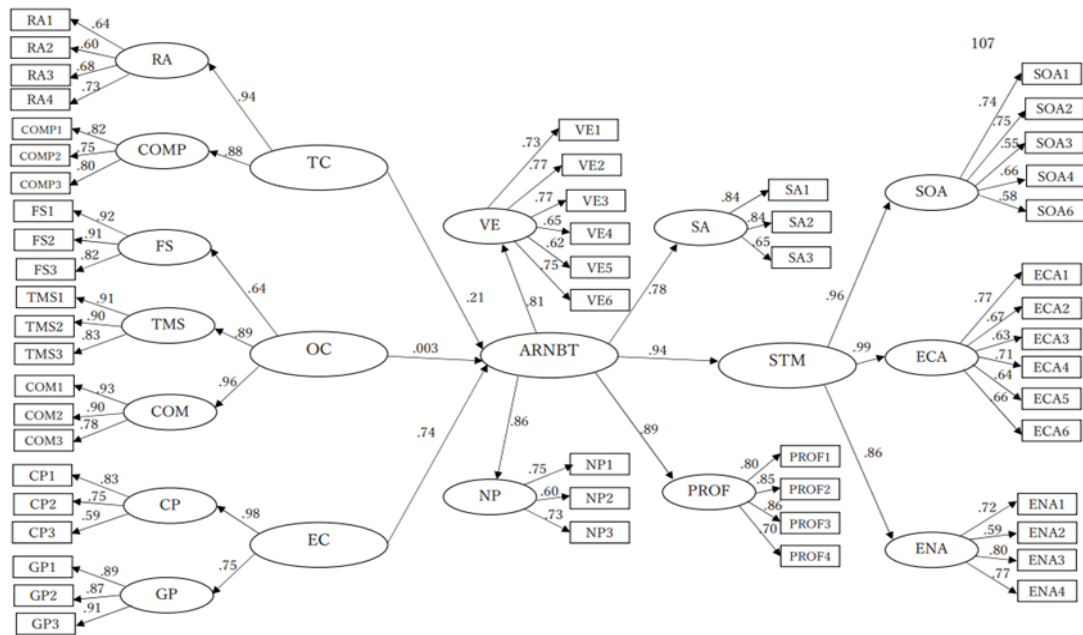 107
RA1
RA2
RA3
RA4
.64
.60
.68
.73
RA
.94
COMP1
COMP2
COMP3
.82
.75
.80
COMP
.88
TC
FS1
FS2
FS3
.92
.91
.82
FS
.64
TMS1
TMS2
TMS3
.91
.90
.83
TMS
.89
OC
COM1
COM2
COM3
.93
.90
.78
COM
.96
CP1
CP2
CP3
.83
.75
.59
CP
.98
EC
GP1
GP2
GP3
.89
.87
.91
GP
.75
.21
.003
.74
ARNBT
VE1
VE2
VE3
VE4
VE5
VE6
.73
.77
.77
.65
.62
.75
VE
.81
SA1
SA2
SA3
.84
.84
.65
SA
.78
.94
STM
NP1
NP2
NP3
.75
.60
.73
NP
.86
PROF1
PROF2
PROF3
PROF4
.80
.85
.86
.70
PROF
.89
SOA1
SOA2
SOA3
SOA4
SOA6
.74
.75
.55
.66
.58
SOA
.96
ECA1
ECA2
ECA3
ECA4
ECA5
ECA6
.77
.67
.63
.71
.64
.66
ECA
.99
ENA1
ENA2
ENA3
ENA4
.72
.59
.80
.77
ENA
.86